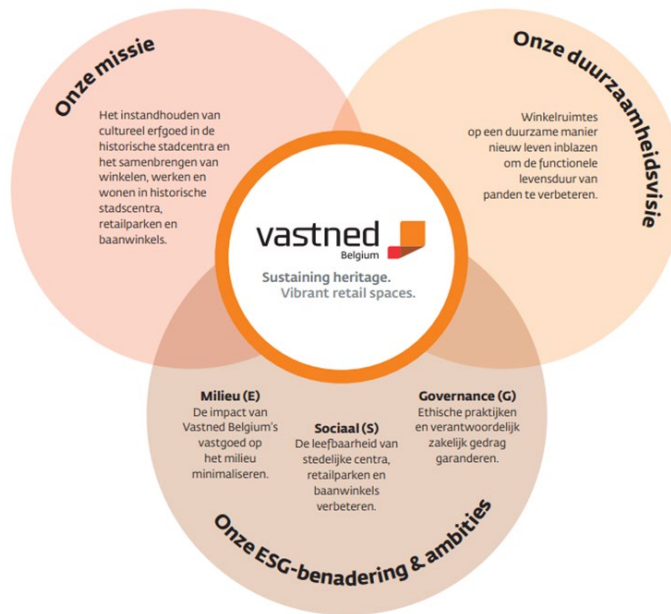 Onze missie
Het instandhouden van
cultureel erfgoed in de
historische stadcentra en
het samenbrengen van
winkelen, werken en
wonen in historische
stadscentra,
retailparken en
baanwinkels.
Onze duurzaamheidsvisie
Winkelruimtes
op een duurzame manier
nieuw leven inblazen
om de functionele
levensduur van
panden te verbeteren.
vastned
Belgium
Sustaining heritage.
Vibrant retail spaces.
Milieu (E)
De impact van
Vastned Belgium's
vastgoed op
het milieu
minimaliseren.
Sociaal (S)
De leefbaarheid van
stedelijke centra,
retailparken en
baanwinkels
verbeteren.
Governance (G)
Ethische praktijken
en verantwoordelijk
zakelijk gedrag
garanderen.
Onze ESG-benadering & ambities